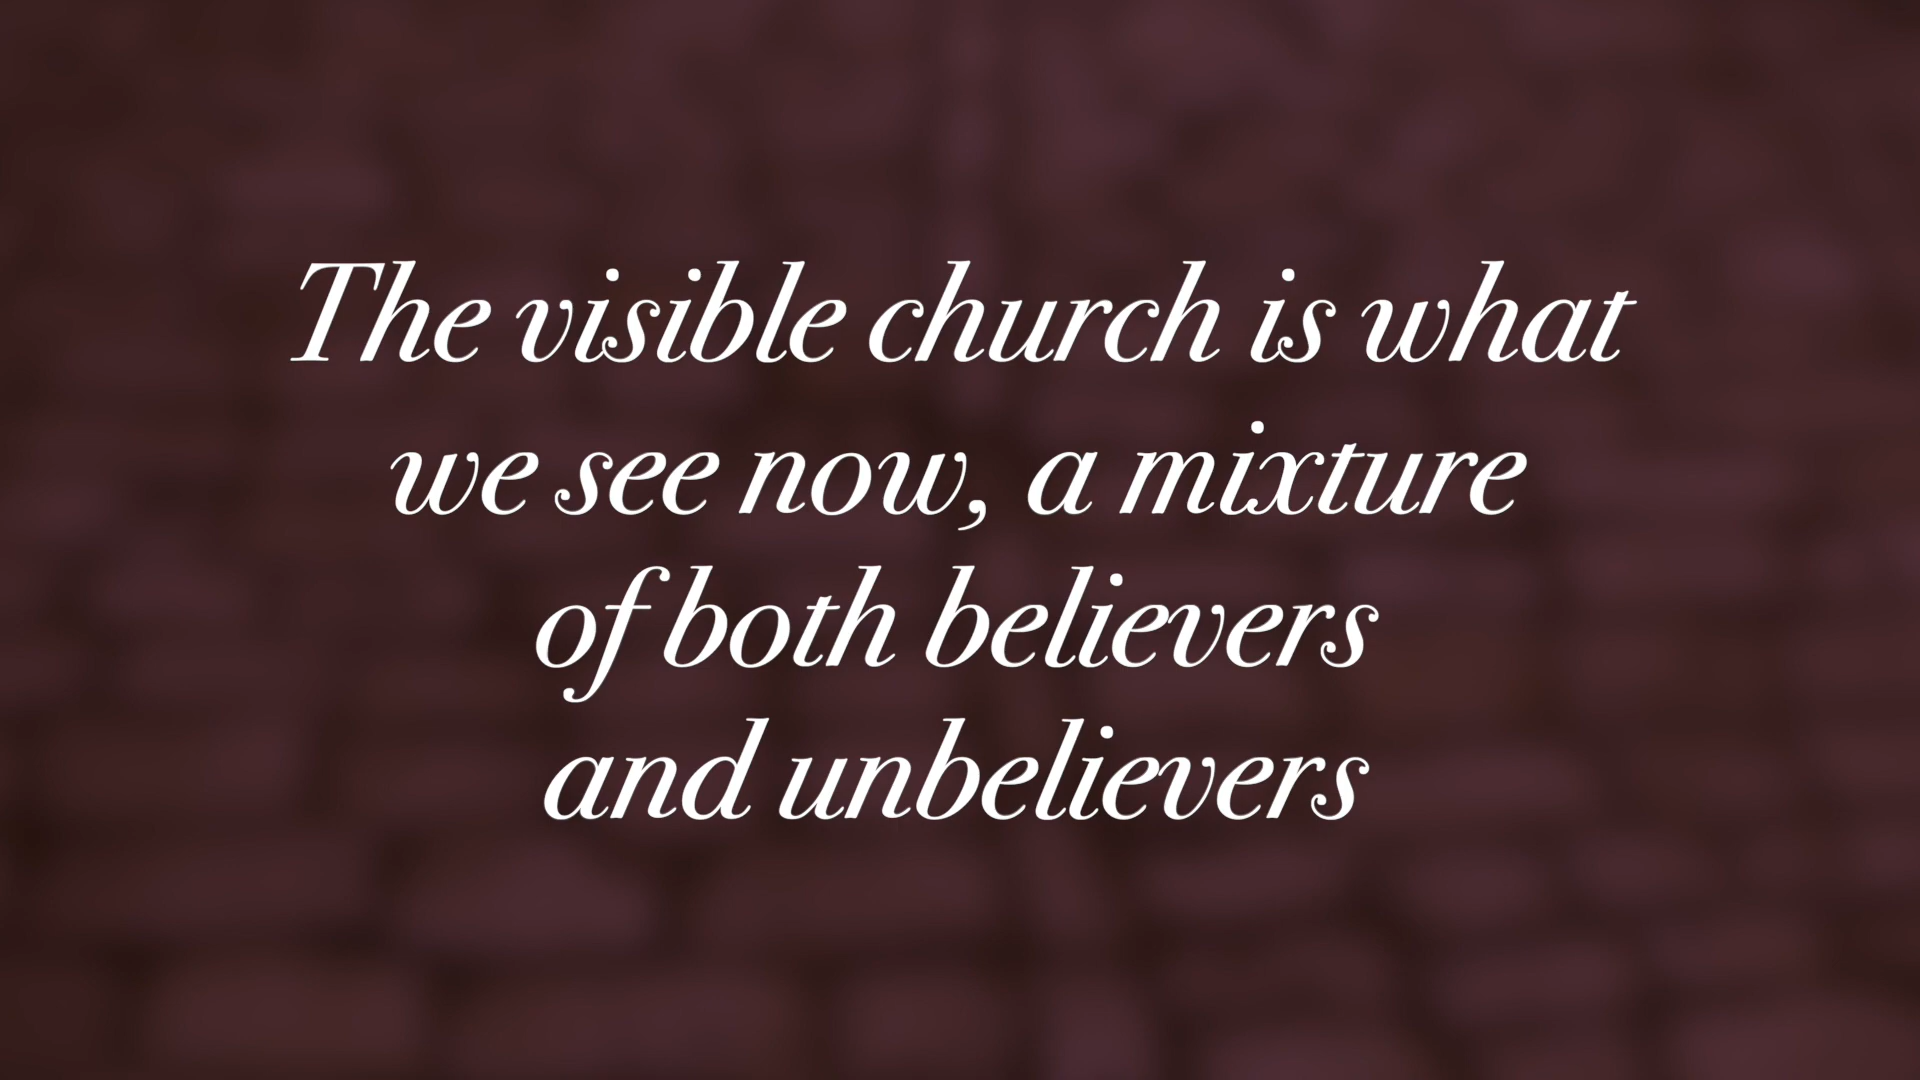 The visible church is what
we see now, a mixture
of both believers
and unbelievers